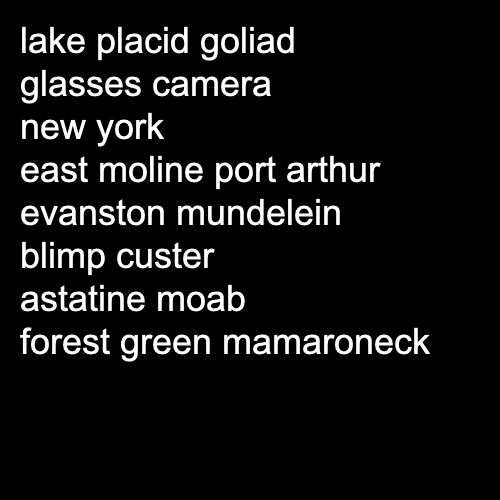 lake placid goliad
glasses camera
new york
east moline port arthur
evanston mundelein
blimp custer
astatine moab
forest green mamaroneck